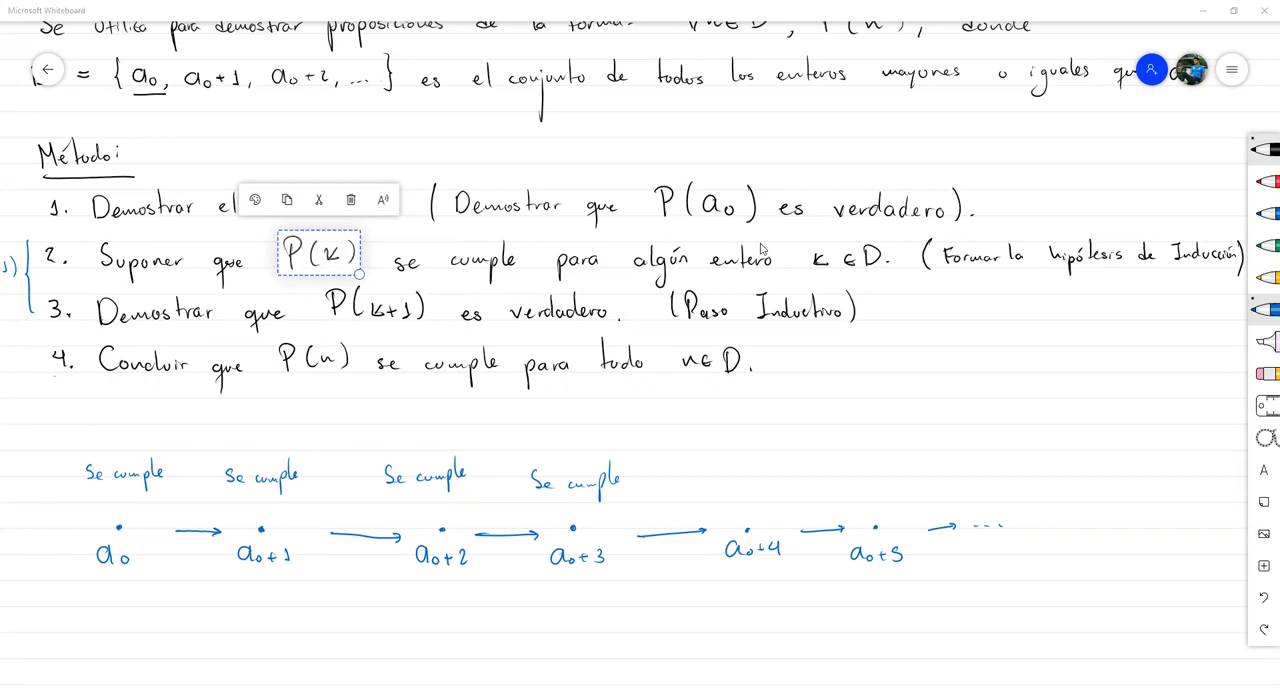 Microsoft Whiteboard
Se utiliza para demostrar proposiciones de la forma: ∀n∈D, P(n), donde
= {a₀, a₀+1, a₀+2, ...} es el conjunto de todos los enteros mayores o iguales que
Método:
1. Demostrar el (Demostrar que P(a₀) es verdadero).
2. Suponer que P(k) se cumple para algún entero k ∈ D. (Formar la hipótesis de Inducción)
3. Demostrar que P(k+1) es verdadero. (Paso Inductivo)
4. Concluir que P(n) se cumple para todo n ∈ D.
Se cumple Se cumple Se cumple Se cumple
a₀ → a₀+1 → a₀+2 → a₀+3 → a₀+4 → a₀+5 → ...